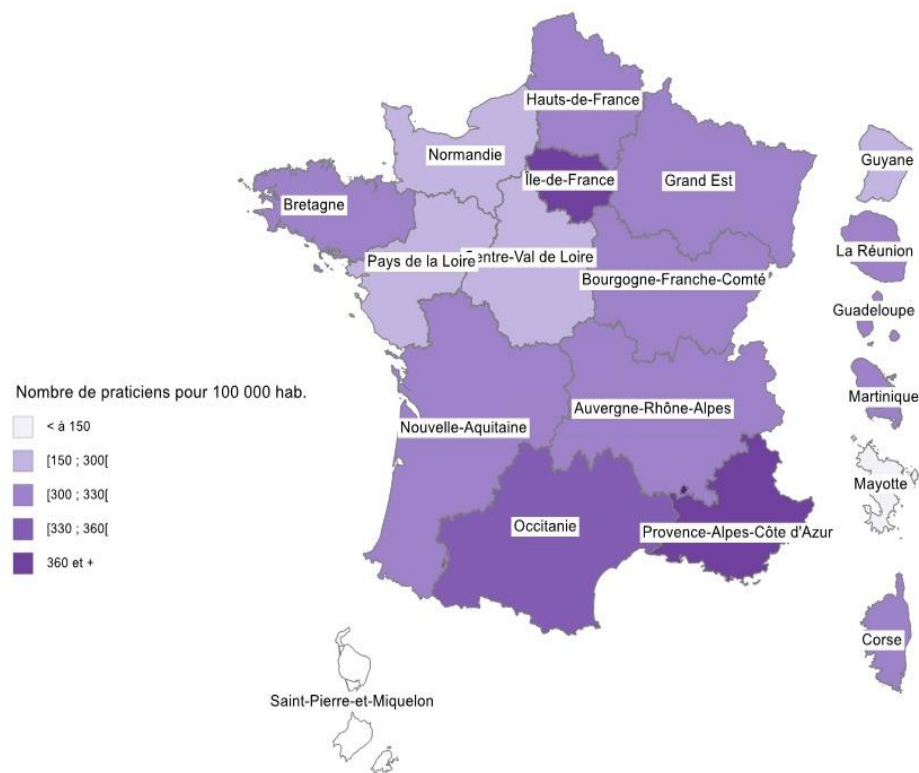 Hauts-de-France
Normandie
Île-de-France
Grand Est
Bretagne
Pays de la Loire
entre-Val de Loire
Bourgogne-Franche-Comté
Auvergne-Rhône-Alpes
Nouvelle-Aquitaine
Occitanie
Provence-Alpes-Côte d'Azur
Guyane
La Réunion
Guadeloupe
Martinique
Mayotte
Corse
Nombre de praticiens pour 100 000 hab.
< à 150
[150 ; 300[
[300 ; 330[
[330 ; 360[
360 et +
Saint-Pierre-et-Miquelon